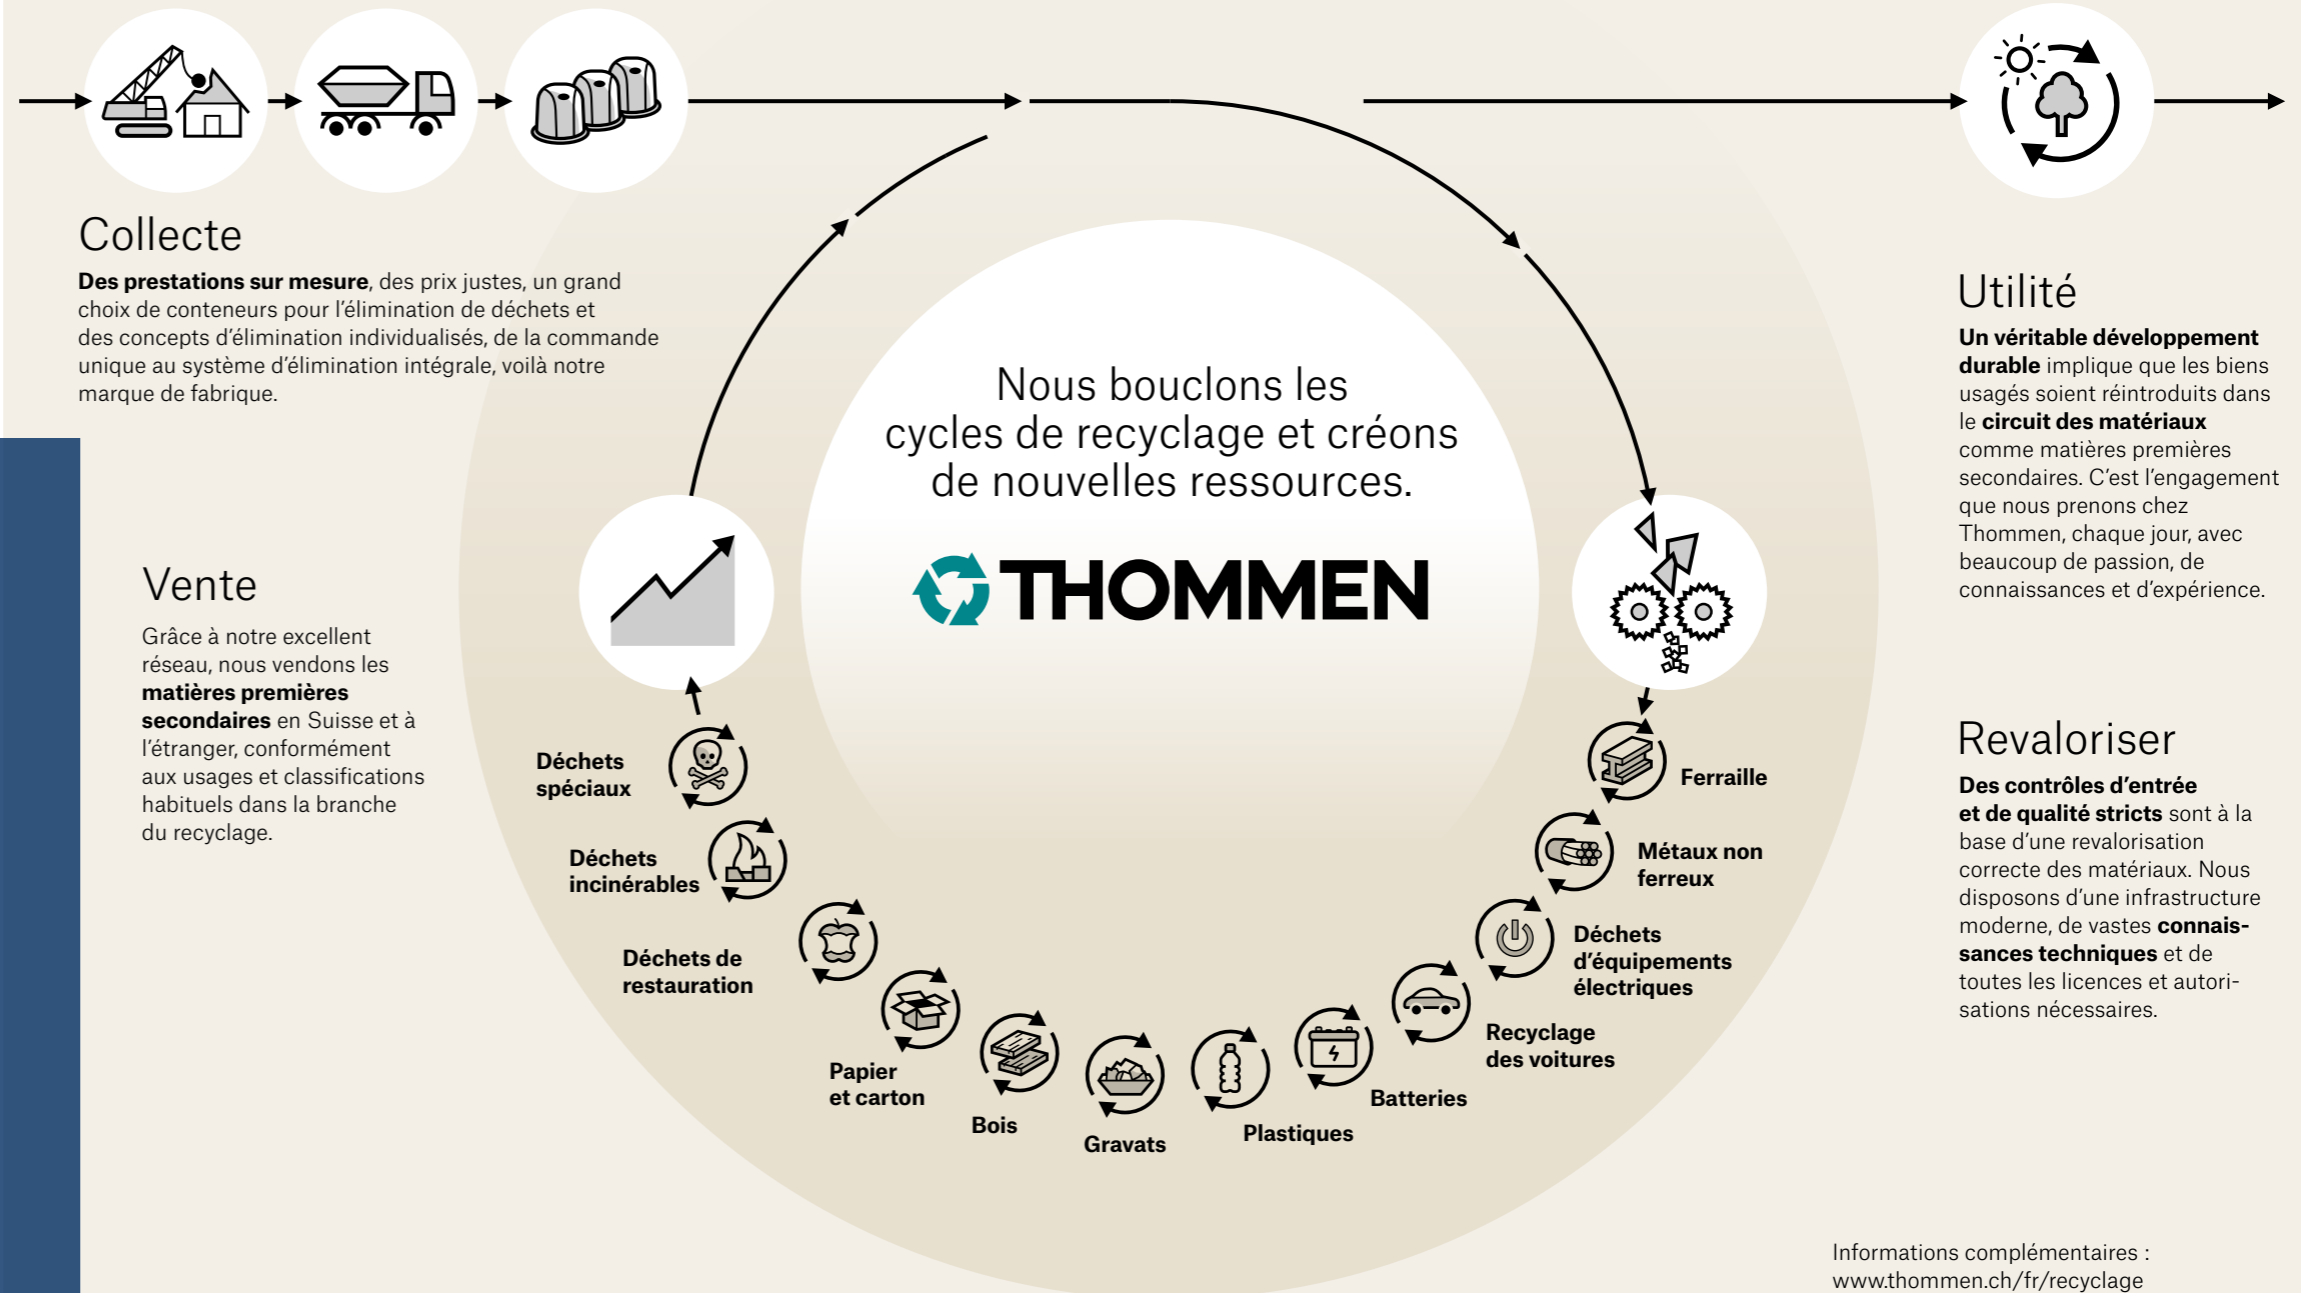 Collecte
Des prestations sur mesure, des prix justes, un grand
choix de conteneurs pour l’élimination de déchets et
des concepts d’élimination individualisés, de la commande
unique au système d’élimination intégrale, voilà notre
marque de fabrique.
Vente
Grâce à notre excellent
réseau, nous vendons les
matières premières
secondaires en Suisse et à
l’étranger, conformément
aux usages et classifications
habituels dans la branche
du recyclage.
Nous bouclons les
cycles de recyclage et créons
de nouvelles ressources.
THOMMEN
Utilité
Un véritable développement
durable implique que les biens
usagés soient réintroduits dans
le circuit des matériaux
comme matières premières
secondaires. C’est l’engagement
que nous prenons chez
Thommen, chaque jour, avec
beaucoup de passion, de
connaissances et d’expérience.
Revaloriser
Des contrôles d’entrée
et de qualité stricts sont à la
base d’une revalorisation
correcte des matériaux. Nous
disposons d’une infrastructure
moderne, de vastes connais-
sances techniques et de
toutes les licences et autori-
sations nécessaires.
Ferraille
Métaux non
ferreux
Déchets
d’équipements
électriques
Recyclage
des voitures
Batteries
Plastiques
Gravats
Bois
Papier
et carton
Déchets de
restauration
Déchets
incinérables
Déchets
spéciaux
Informations complémentaires :
www.thommen.ch/fr/recyclage